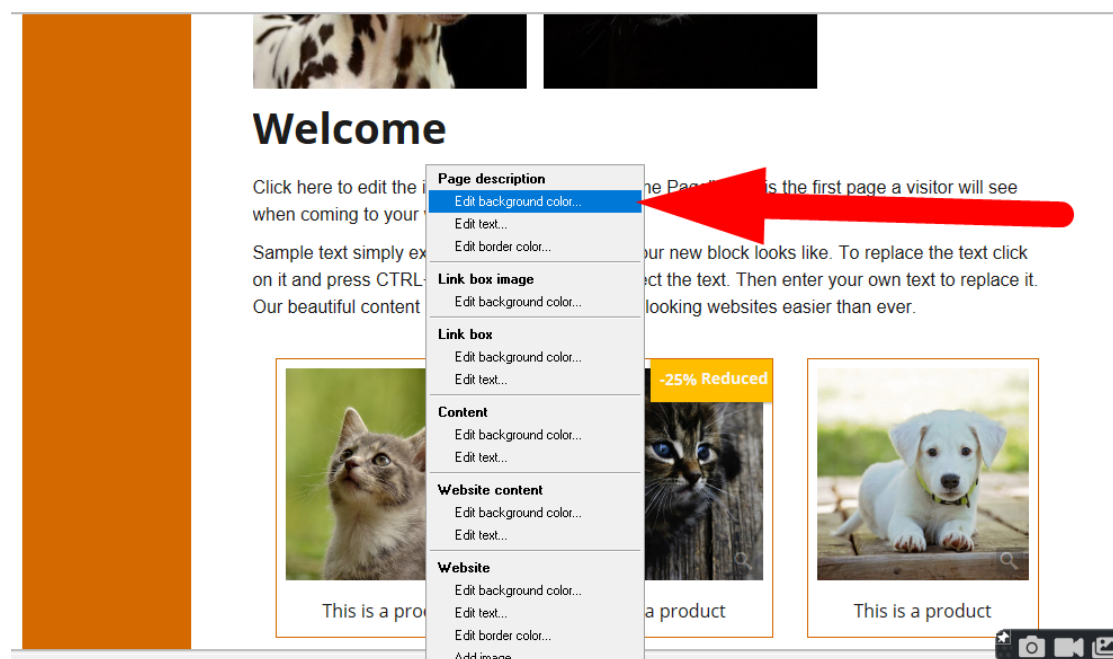 Welcome
Click here to edit the i
ne Page is the first page a visitor will see
when coming to your
Sample text simply ex
our new block looks like. To replace the text click
on it and press CTRL-
ect the text. Then enter your own text to replace it.
Our beautiful content
looking websites easier than ever.
Page description
Edit background color...
Edit text...
Edit border color...
Link box image
Edit background color...
Link box
Edit background color...
Edit text...
Content
Edit background color...
Edit text...
Website content
Edit background color...
Edit text...
Website
Edit background color...
Edit text...
Edit border color...
Add image
-25% Reduced
This is a pro
a product
This is a product